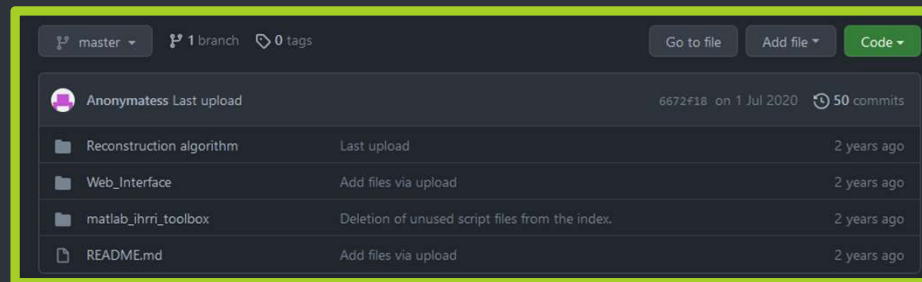 master 1 branch 0 tags Go to file Add file Code
Anonymatess Last upload 6672f18 on 1 Jul 2020 50 commits
Reconstruction algorithm Last upload 2 years ago
Web_Interface Add files via upload 2 years ago
matlab_ihrri_toolbox Deletion of unused script files from the index. 2 years ago
README.md Add files via upload 2 years ago